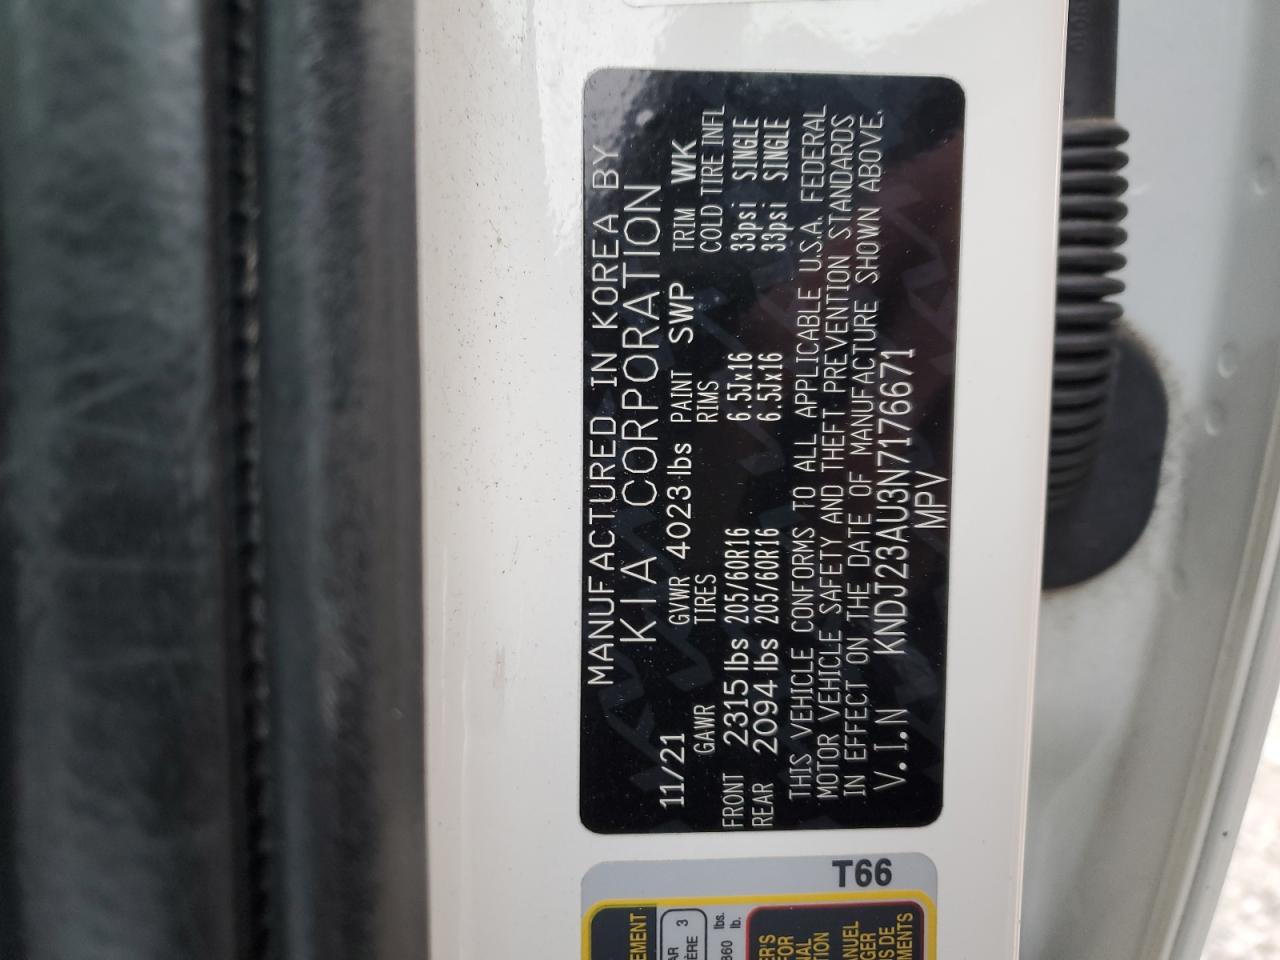 MANUFACTURED IN KOREA BY
KIA CORPORATION
11/21 GVWR 4023 lbs PAINT SWP TRIM WK
GAWR TIRES RIMS COLD TIRE INFL
FRONT 2315 lbs 205/60R16 6.5Jx16 33psi SINGLE
REAR 2094 lbs 205/60R16 6.5Jx16 33psi SINGLE
THIS VEHICLE CONFORMS TO ALL APPLICABLE U.S.A. FEDERAL
MOTOR VEHICLE SAFETY AND THEFT PREVENTION STANDARDS
IN EFFECT ON THE DATE OF MANUFACTURE SHOWN ABOVE.
V.I.N KNDJ23AU3N7176671
MPV
T66
3
lbs.
lb.